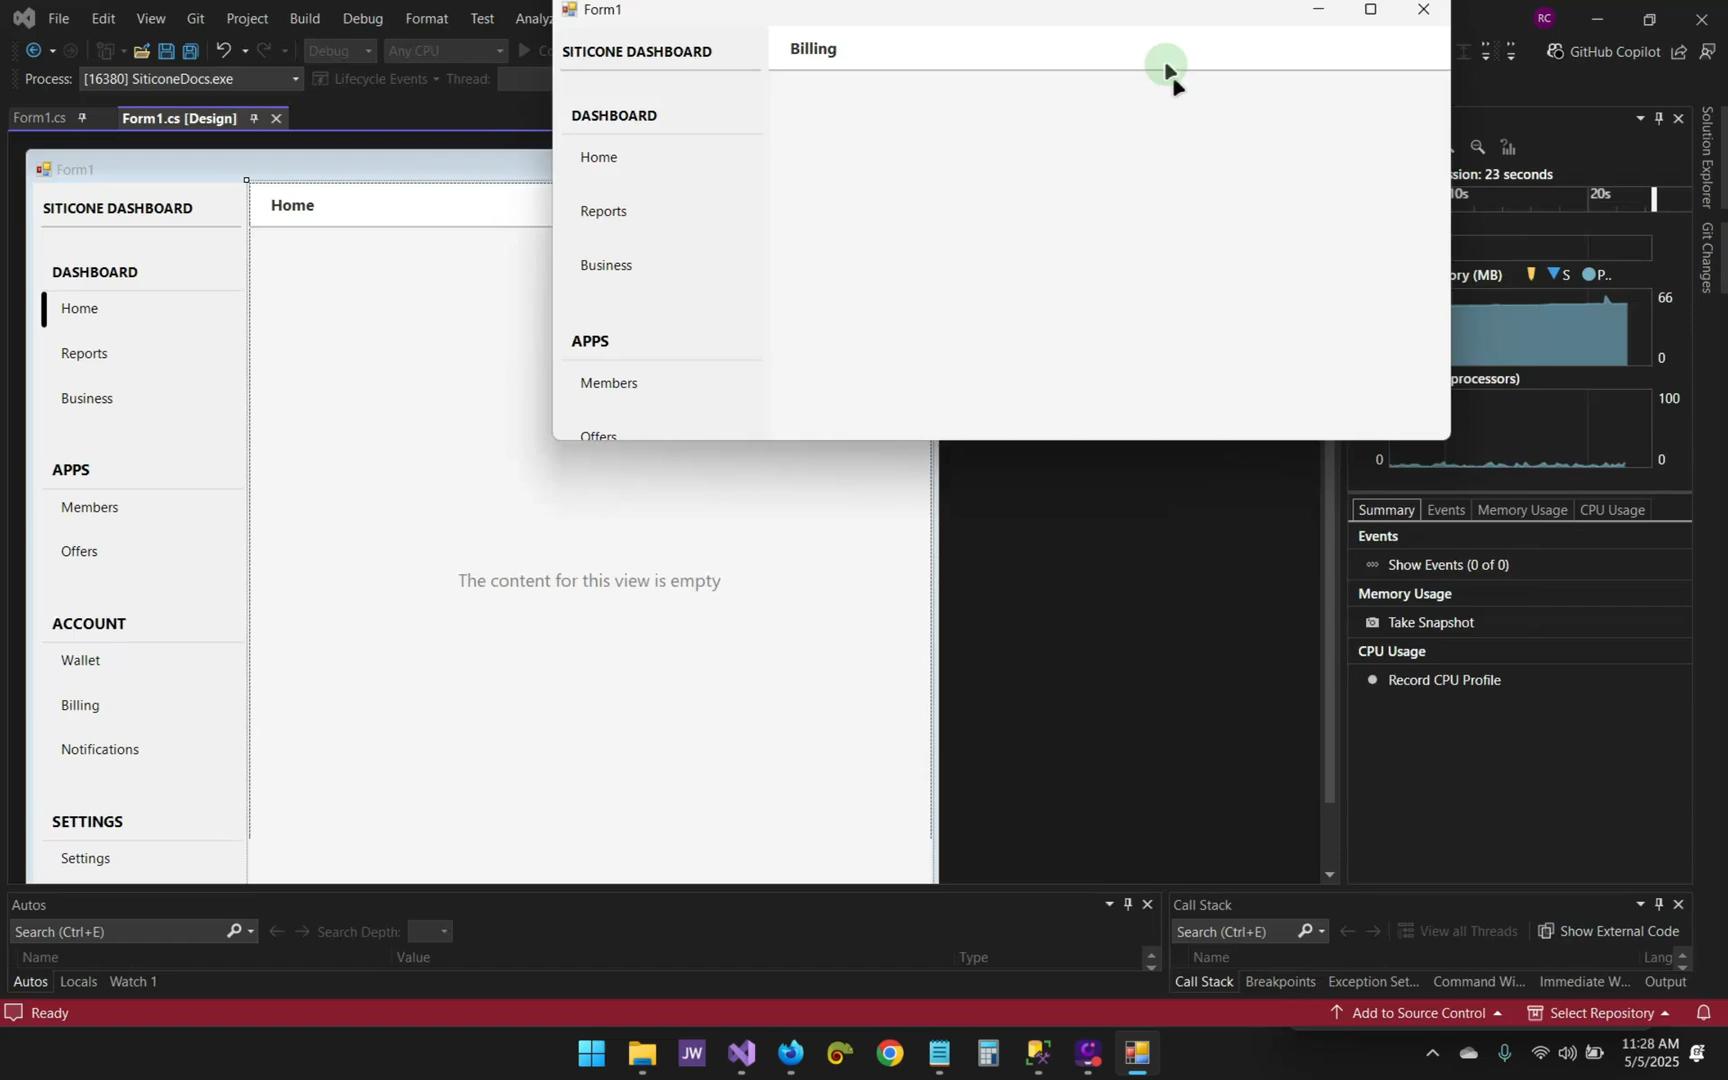 File Edit View Git Project Build Debug Format Test Analyz
Form1
RC
Debug Any CPU Co
GitHub Copilot
Process: [16380] SiticoneDocs.exe Lifecycle Events Thread:
Form1.cs
Form1.cs [Design]
SITICONE DASHBOARD
Billing
DASHBOARD
Home
Reports
Business
APPS
Members
Offers
Form1
SITICONE DASHBOARD
Home
DASHBOARD
Home
Reports
Business
APPS
Members
Offers
ACCOUNT
Wallet
Billing
Notifications
SETTINGS
Settings
The content for this view is empty
Solution Explorer
Git Changes
sion: 23 seconds
10s 20s
ory (MB) S P..
66
0
processors)
100
0 0
Summary Events Memory Usage CPU Usage
Events
Show Events (0 of 0)
Memory Usage
Take Snapshot
CPU Usage
Record CPU Profile
Autos
Search (Ctrl+E) Search Depth:
Name Value Type
Autos Locals Watch 1
Call Stack
Search (Ctrl+E) View all Threads Show External Code
Name Lang
Call Stack Breakpoints Exception Set... Command Wi... Immediate W... Output
Ready
Add to Source Control Select Repository
JW
11:28 AM
5/5/2025